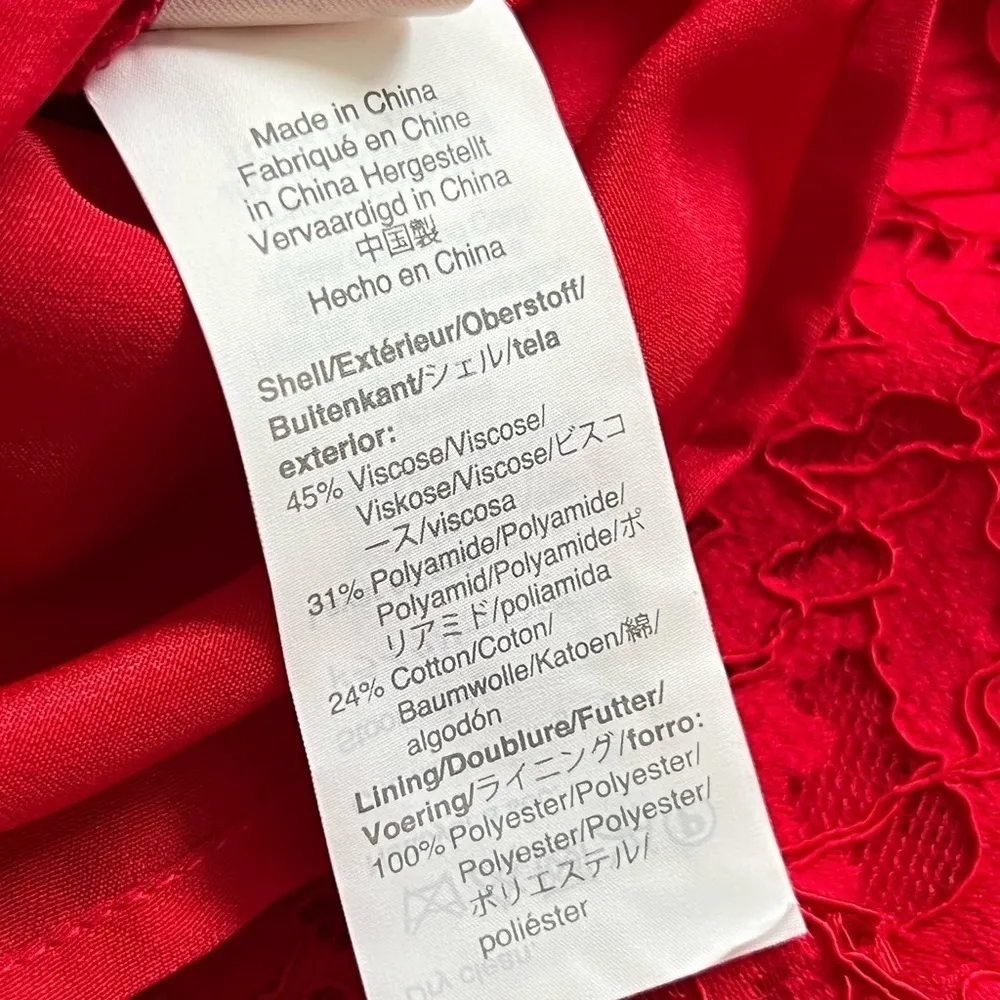 Made in China
Fabriqué en Chine
in China Hergestellt
Vervaardigd in China
中国製
Hecho en China
Shell/Extérieur/Oberstoff/
Buitenkant/シェル/tela
exterior:
45% Viscose/Viscose/
Viskose/Viscose/ビスコ
ース/viscosa
31% Polyamide/Polyamide/
Polyamid/Polyamide/ポ
リアミド/poliamida
24% Cotton/Coton/
Baumwolle/Katoen/綿/
algodón
Lining/Doublure/Futter/
Voering/ライニング/forro:
100% Polyester/Polyester/
Polyester/Polyester/
ポリエステル/
poliéster
Dry clean